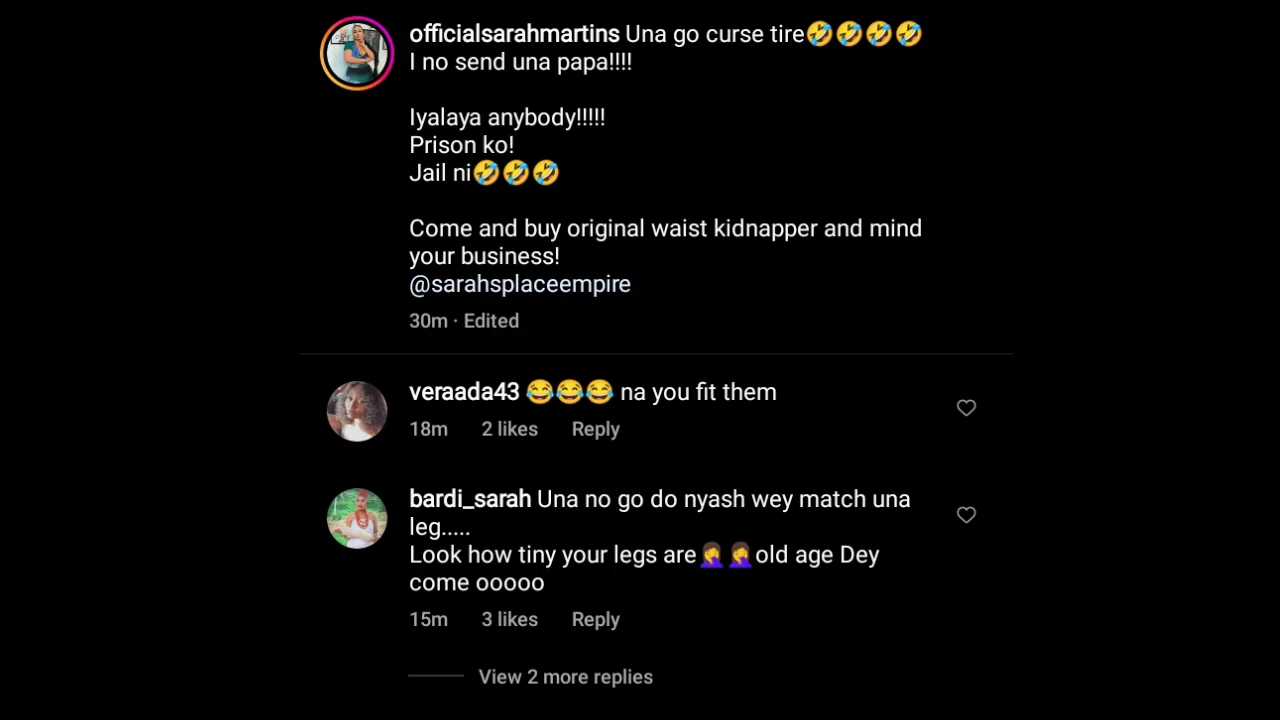 officialsarahmartins Una go curse tire🤣🤣🤣🤣
I no send una papa!!!!
Iyalaya anybody!!!!!
Prison ko!
Jail ni🤣🤣🤣
Come and buy original waist kidnapper and mind
your business!
@sarahsplaceempire
30m · Edited
veraada43 😂😂😂 na you fit them
18m 2 likes Reply
bardi_sarah Una no go do nyash wey match una
leg.....
Look how tiny your legs are🤦‍♀️🤦‍♀️old age Dey
come ooooo
15m 3 likes Reply
View 2 more replies